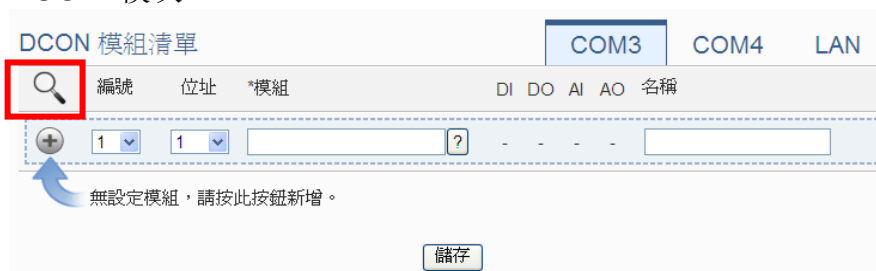 DCON 模組清單 COM3 COM4 LAN
編號 位址 *模組 DI DO AI AO 名稱
1 1 ? - - - -
無設定模組，請按此按鈕新增。
儲存